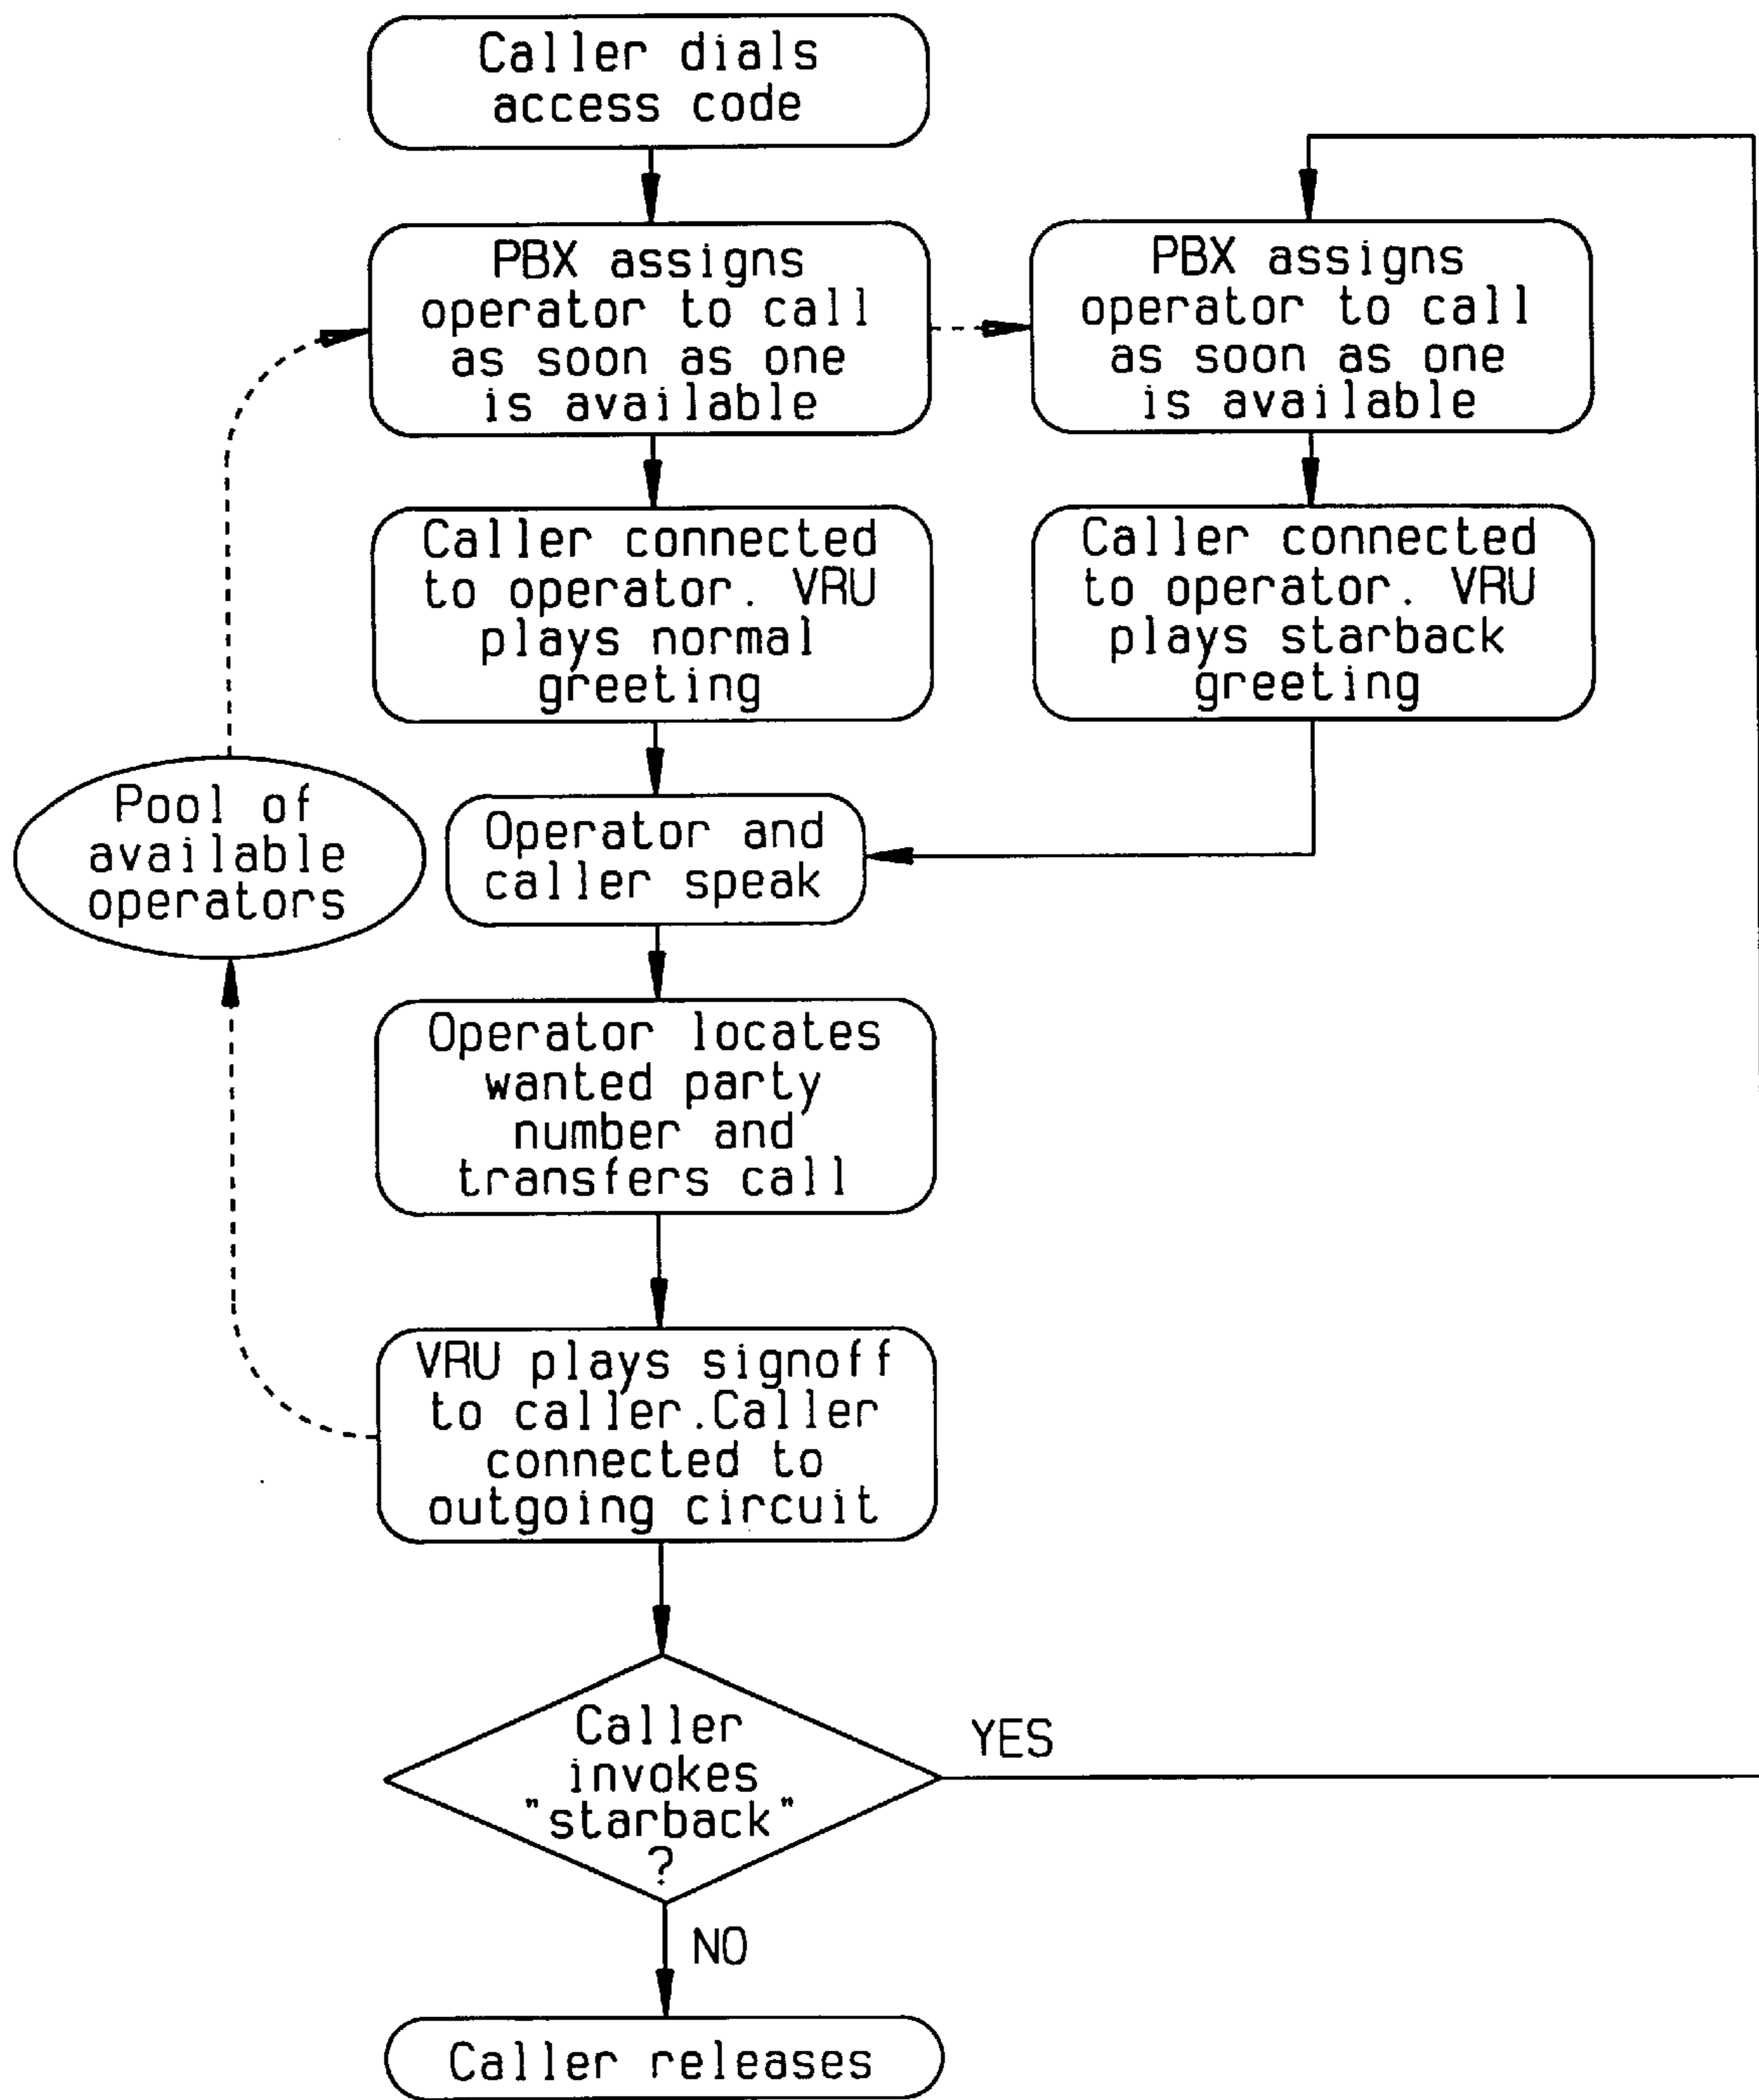 Caller dials
access code
PBX assigns
operator to call
as soon as one
is available
PBX assigns
operator to call
as soon as one
is available
Caller connected
to operator. VRU
plays normal
greeting
Caller connected
to operator. VRU
plays starback
greeting
Pool of
available
operators
Operator and
caller speak
Operator locates
wanted party
number and
transfers call
VRU plays signoff
to caller.Caller
connected to
outgoing circuit
Caller
invokes
"starback"
?
YES
NO
Caller releases